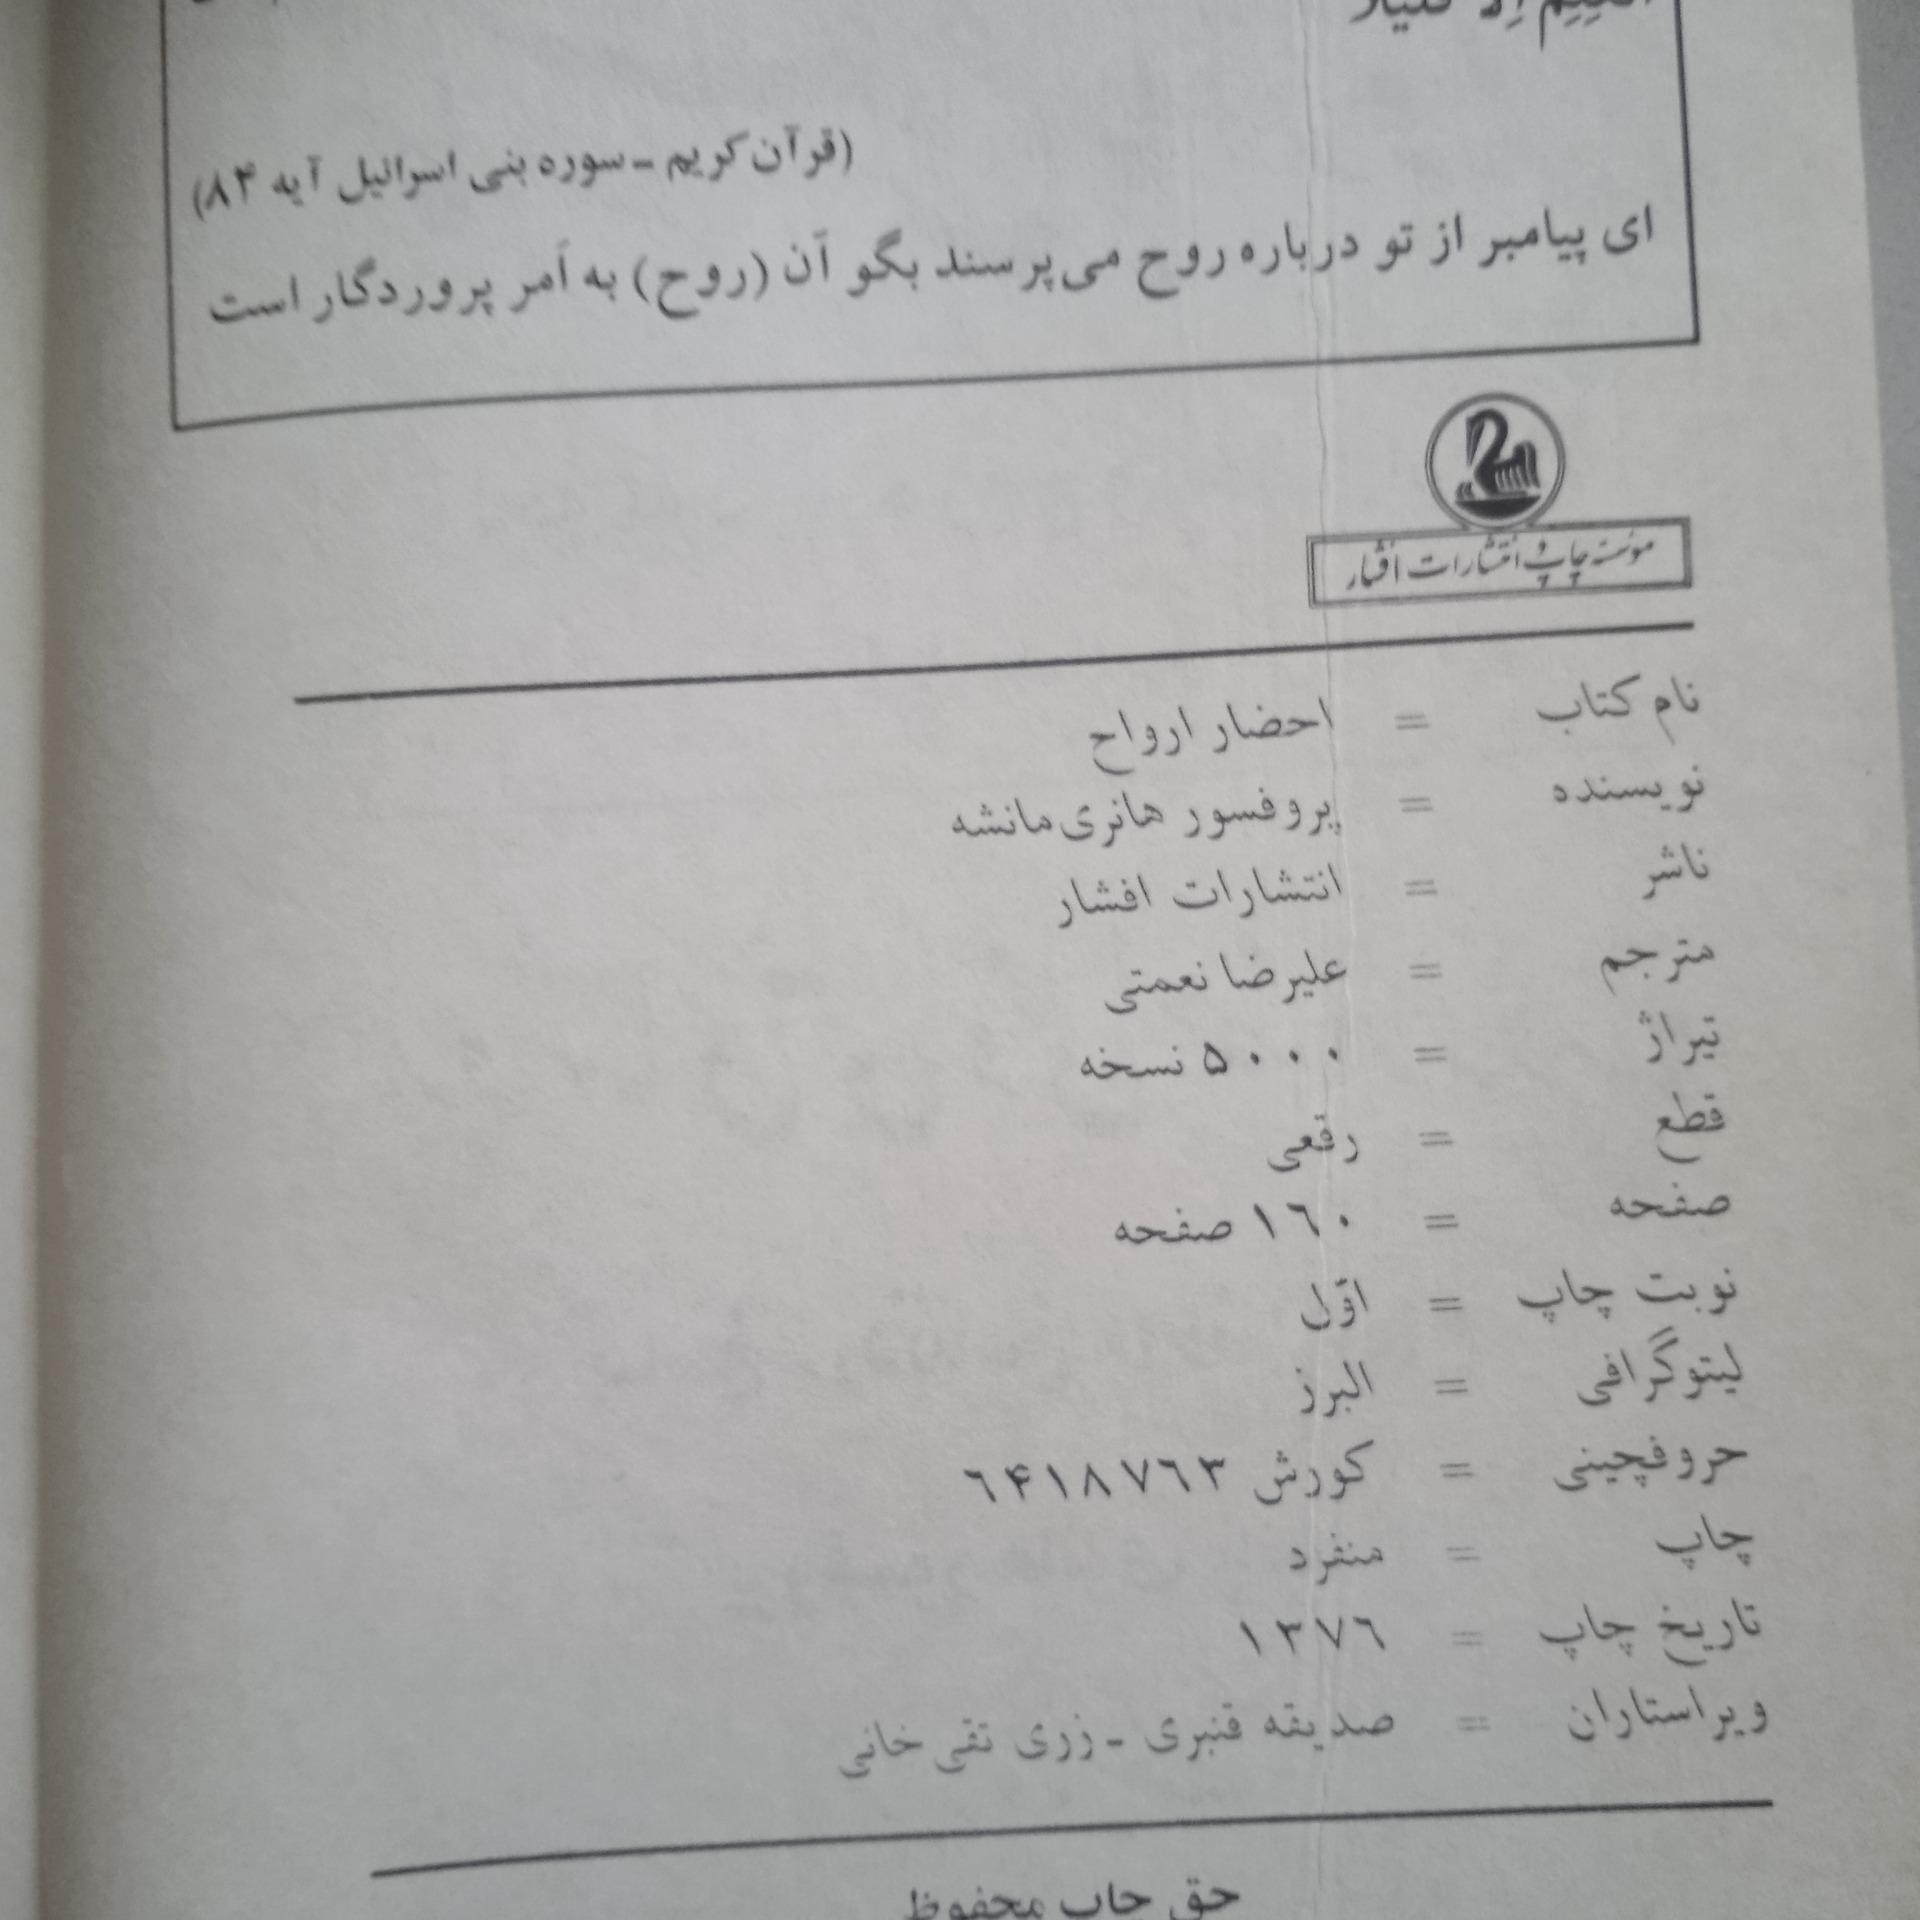 إِلّا قلیلاً
(قرآن کریم - سوره بنی اسرائیل آیه ۸۴)
ای پیامبر از تو درباره روح می‌پرسند بگو آن (روح) به اَمر پروردگار است
موسسه چاپ و انتشارات افشار
نام کتاب = احضار ارواح
نویسنده = پروفسور هانری مانشه
ناشر = انتشارات افشار
مترجم = علیرضا نعمتی
تیراژ = ۵۰۰۰ نسخه
قطع = رقعی
صفحه = ۱۶۰ صفحه
نوبت چاپ = اوّل
لیتوگرافی = البرز
حروفچینی = کورش ۶۴۱۸۷۶۳
چاپ = منفرد
تاریخ چاپ = ۱۳۷۶
ویراستاران = صدیقه قنبری - زری تقی خانی
حق چاپ محفوظ